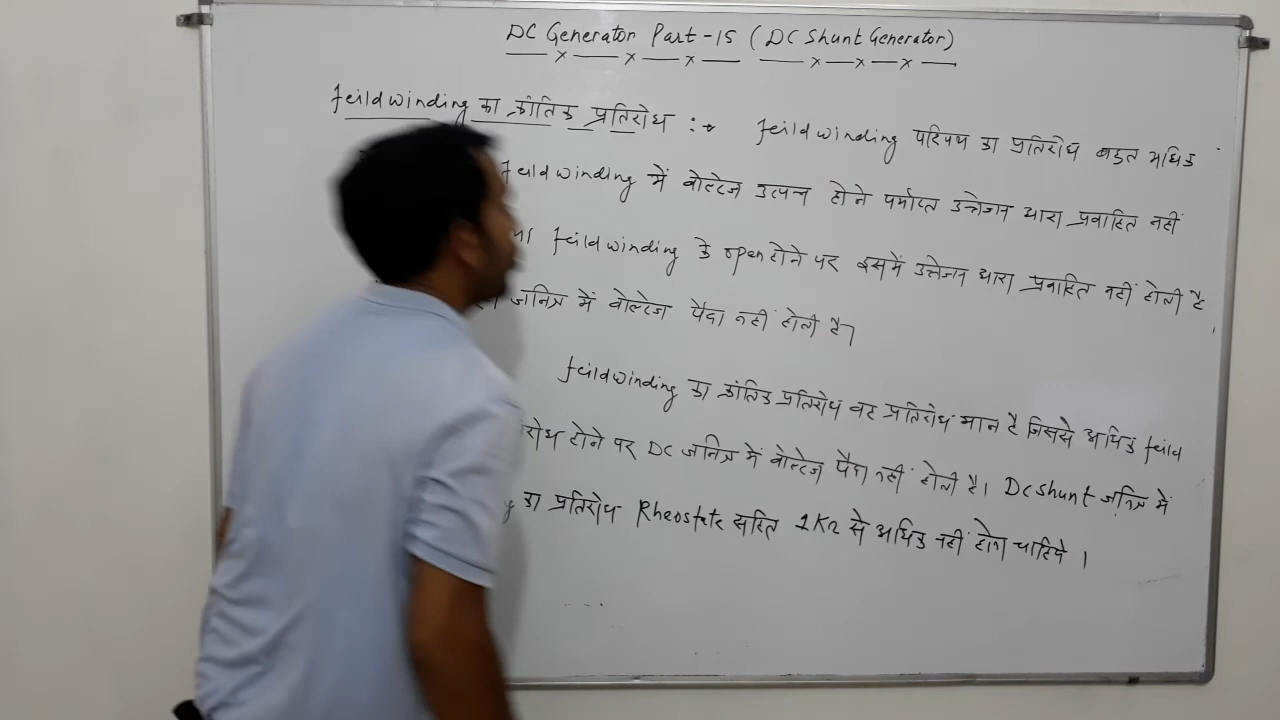 DC Generator Part-15 (DC Shunt Generator)
feildwinding का क्रांतिक प्रतिरोध :→ feildwinding परिपथ का प्रतिरोध बहुत अधिक
feildwinding में वोल्टेज उत्पन्न होने पर्याप्त उत्तेजन धारा प्रवाहित नहीं
feildwinding के open होने पर इसमें उत्तेजन धारा प्रवाहित नहीं होती है
जनित्र में वोल्टेज पैदा नहीं होती है।
feildwinding का क्रांतिक प्रतिरोध वह प्रतिरोध मान है जिससे अधिक feild
होने पर DC जनित्र में वोल्टेज पैदा नहीं होती है। DC shunt जनित्र में
का प्रतिरोध Rheostate सहित 1KΩ से अधिक नहीं होना चाहिये।